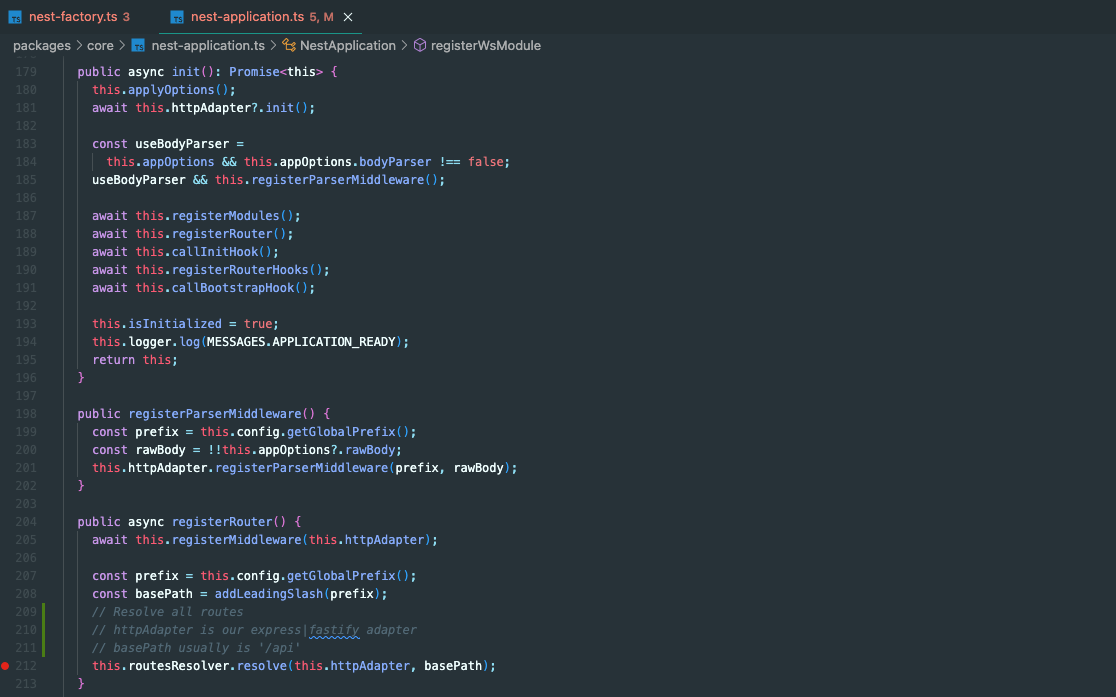 TS nest-factory.ts 3 TS nest-application.ts 5, M ×
packages > core > TS nest-application.ts > NestApplication > registerWsModule
179 public async init(): Promise<this> {
180 this.applyOptions();
181 await this.httpAdapter?.init();
182
183 const useBodyParser =
184 this.appOptions && this.appOptions.bodyParser !== false;
185 useBodyParser && this.registerParserMiddleware();
186
187 await this.registerModules();
188 await this.registerRouter();
189 await this.callInitHook();
190 await this.registerRouterHooks();
191 await this.callBootstrapHook();
192
193 this.isInitialized = true;
194 this.logger.log(MESSAGES.APPLICATION_READY);
195 return this;
196 }
197
198 public registerParserMiddleware() {
199 const prefix = this.config.getGlobalPrefix();
200 const rawBody = !!this.appOptions?.rawBody;
201 this.httpAdapter.registerParserMiddleware(prefix, rawBody);
202 }
203
204 public async registerRouter() {
205 await this.registerMiddleware(this.httpAdapter);
206
207 const prefix = this.config.getGlobalPrefix();
208 const basePath = addLeadingSlash(prefix);
209 // Resolve all routes
210 // httpAdapter is our express|fastify adapter
211 // basePath usually is '/api'
212 this.routesResolver.resolve(this.httpAdapter, basePath);
213 }